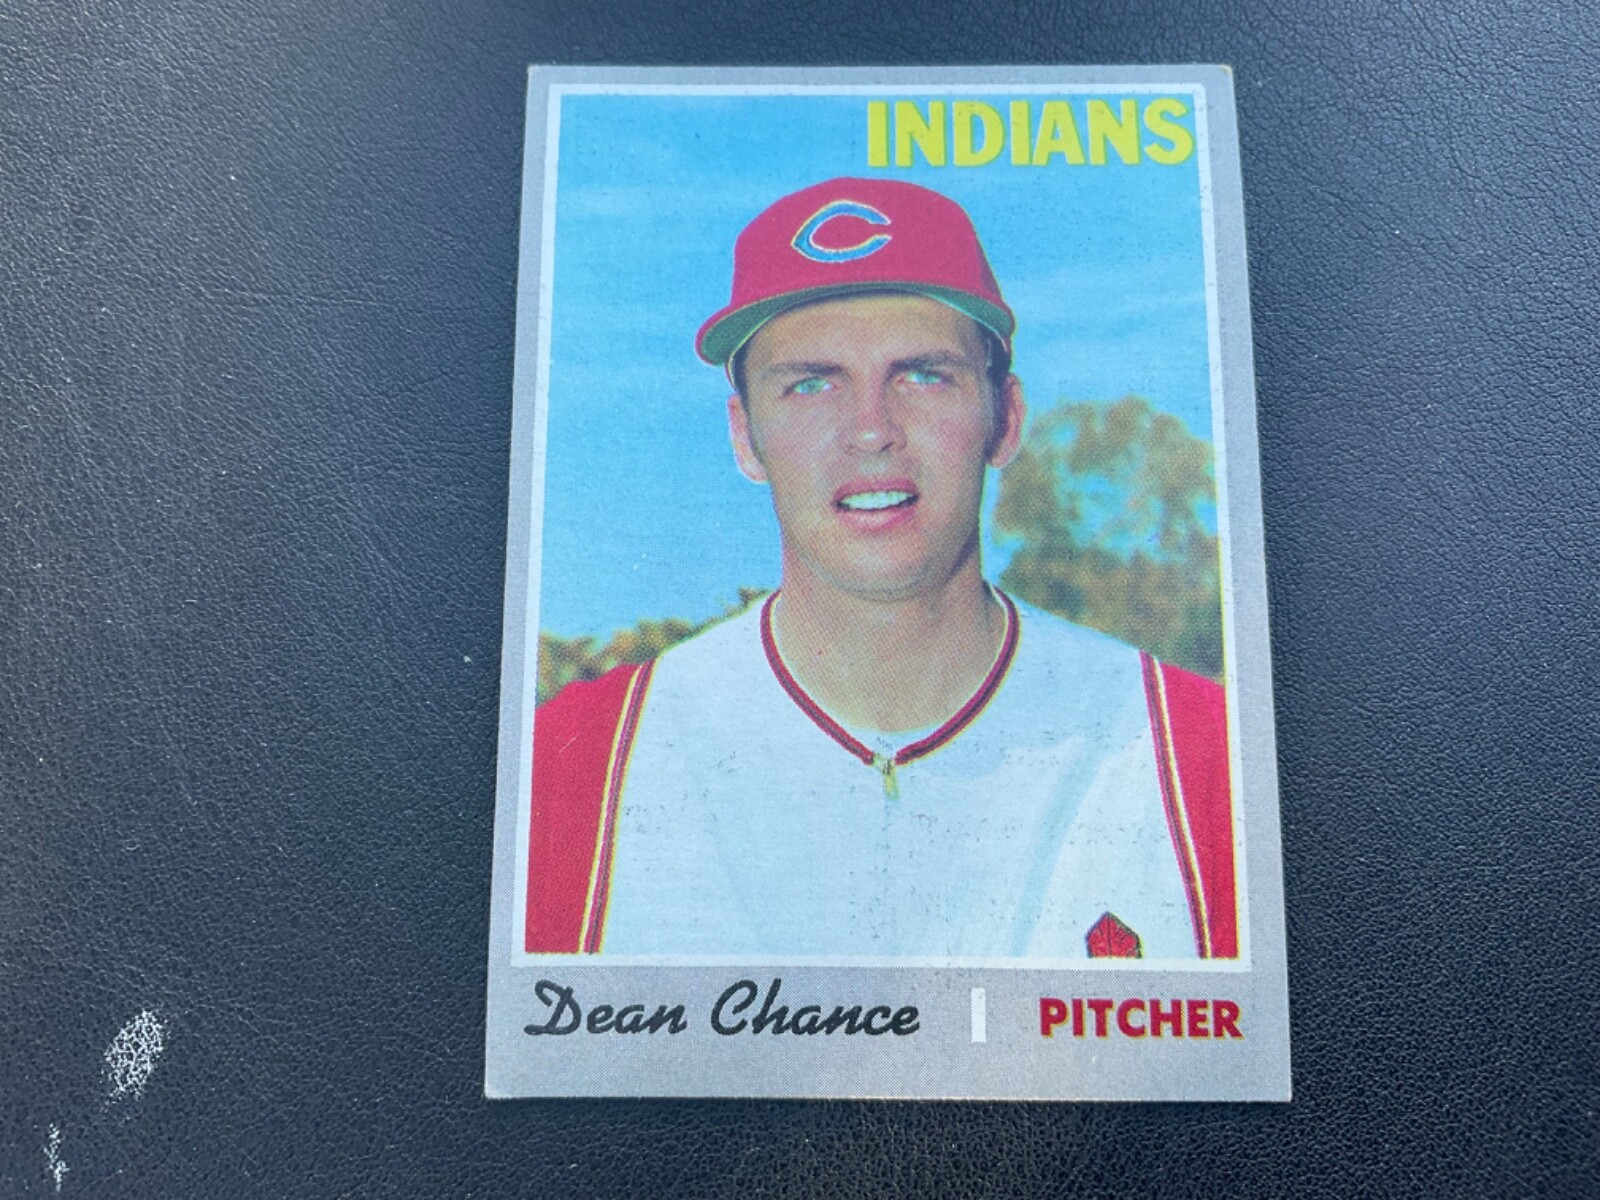 INDIANS
C
Dean Chance | PITCHER